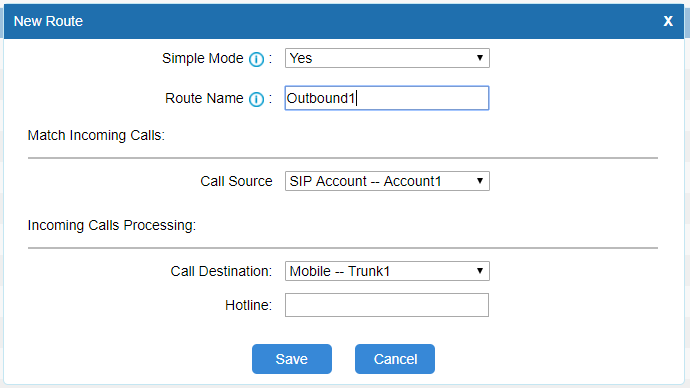 New Route X
Simple Mode i : Yes
Route Name i : Outbound1
Match Incoming Calls:
Call Source SIP Account -- Account1
Incoming Calls Processing:
Call Destination: Mobile -- Trunk1
Hotline:
Save Cancel